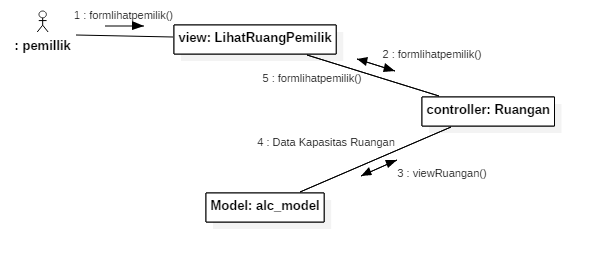 1 : formlihatpemilik()
: pemillik
view: LihatRuangPemilik
2 : formlihatpemilik()
5 : formlihatpemilik()
controller: Ruangan
4 : Data Kapasitas Ruangan
3 : viewRuangan()
Model: alc_model